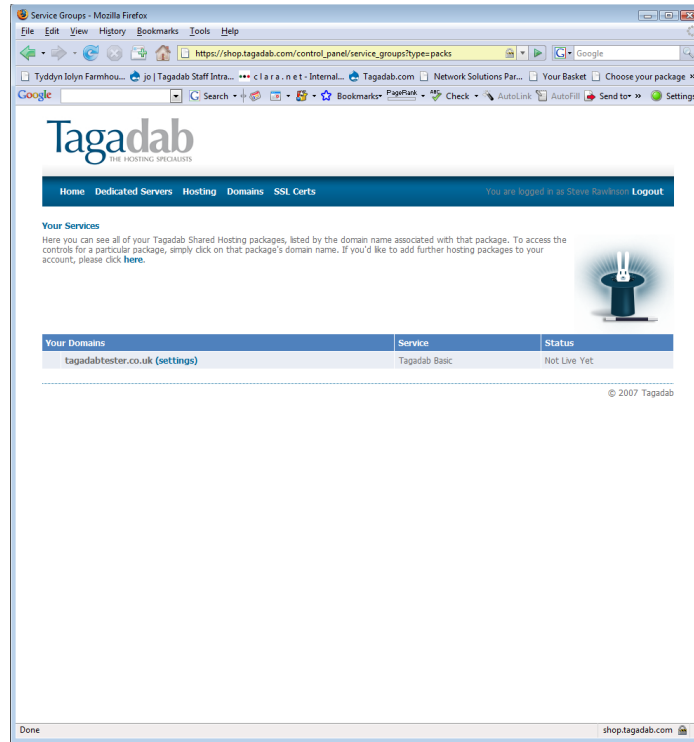 Service Groups - Mozilla Firefox
File Edit View History Bookmarks Tools Help
https://shop.tagadab.com/control_panel/service_groups?type=packs Google
Tyddyn Iolyn Farmhou... jo | Tagadab Staff Intra... c l a r a . n e t - Internal... Tagadab.com Network Solutions Par... Your Basket Choose your package »
Google Search Bookmarks PageRank Check AutoLink AutoFill Send to » Settings
Tagadab
THE HOSTING SPECIALISTS
Home Dedicated Servers Hosting Domains SSL Certs You are logged in as Steve Rawlinson Logout
Your Services
Here you can see all of your Tagadab Shared Hosting packages, listed by the domain name associated with that package. To access the
controls for a particular package, simply click on that package's domain name. If you'd like to add further hosting packages to your
account, please click here.
Your Domains Service Status
tagadabtester.co.uk (settings) Tagadab Basic Not Live Yet
© 2007 Tagadab
Done shop.tagadab.com